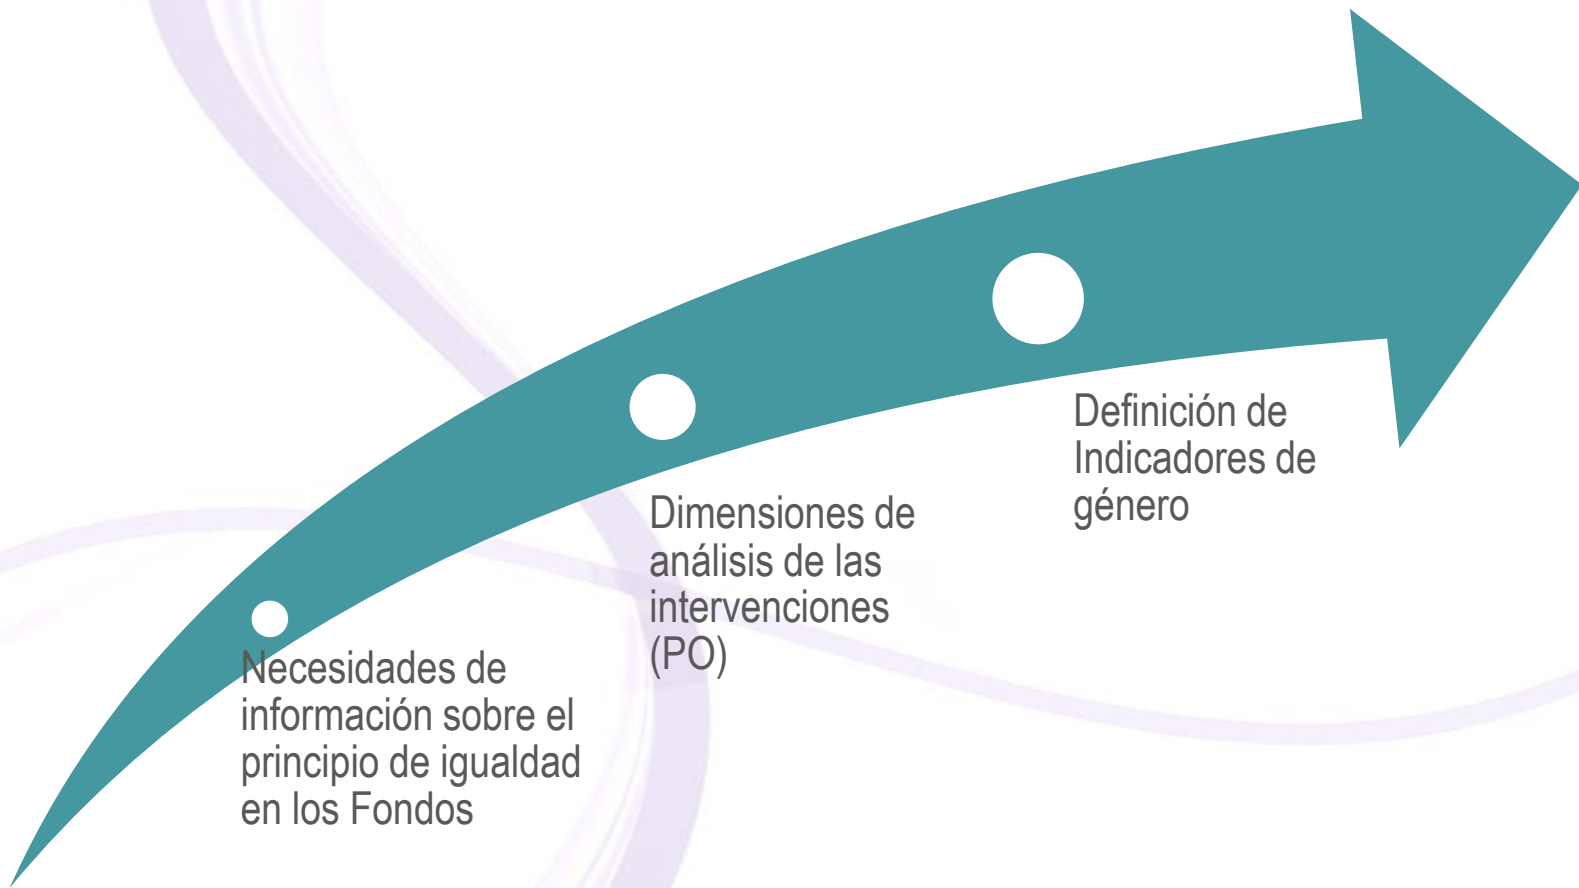 Necesidades de
información sobre el
principio de igualdad
en los Fondos
Dimensiones de
análisis de las
intervenciones
(PO)
Definición de
Indicadores de
género